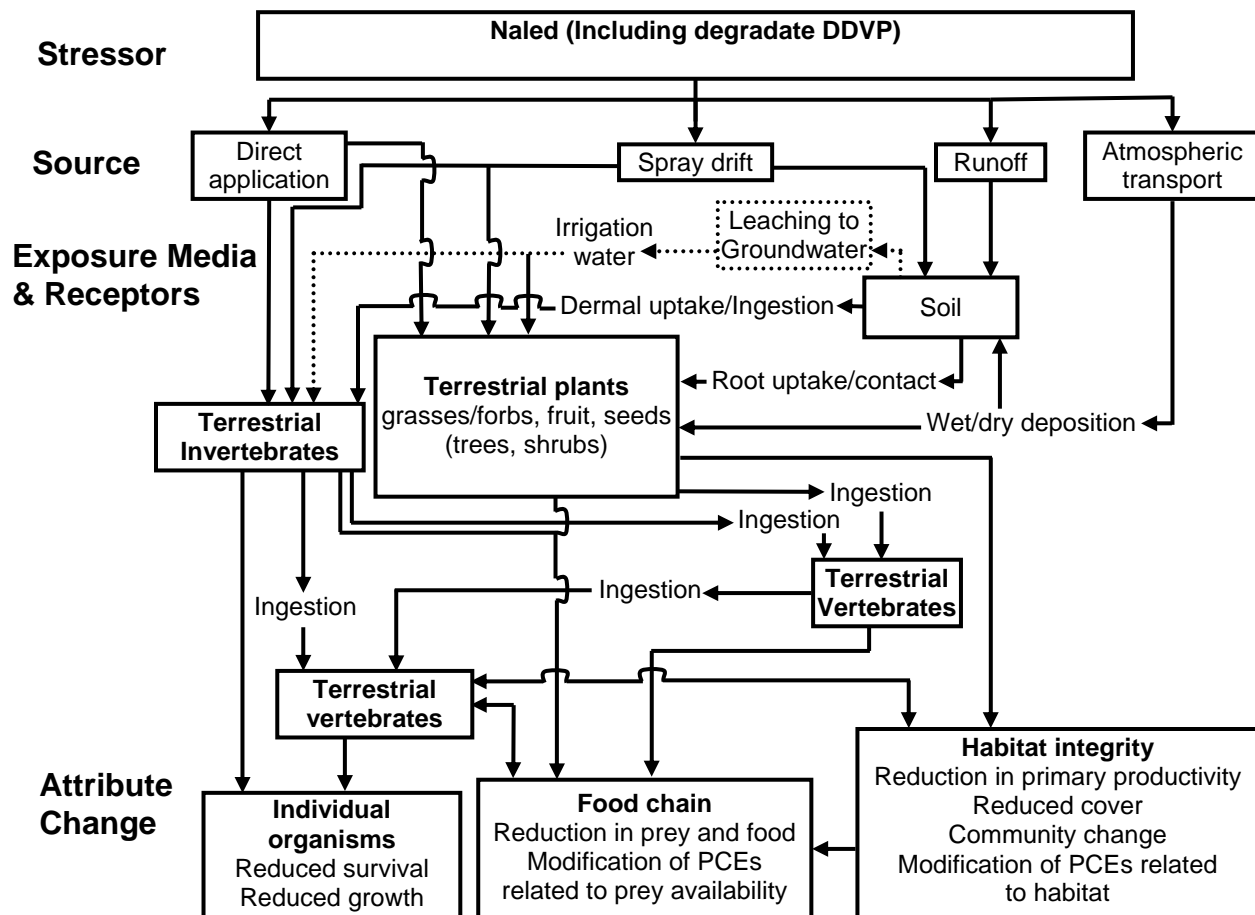 Stressor
Naled (Including degradate DDVP)
Source
Direct
application
Spray drift
Runoff
Atmospheric
transport
Exposure Media
& Receptors
Irrigation
water
Leaching to
Groundwater
Dermal uptake/Ingestion
Soil
Terrestrial plants
grasses/forbs, fruit, seeds
(trees, shrubs)
Root uptake/contact
Wet/dry deposition
Terrestrial
Invertebrates
Ingestion
Ingestion
Terrestrial
Vertebrates
Ingestion
Ingestion
Terrestrial
vertebrates
Attribute
Change
Individual
organisms
Reduced survival
Reduced growth
Food chain
Reduction in prey and food
Modification of PCEs
related to prey availability
Habitat integrity
Reduction in primary productivity
Reduced cover
Community change
Modification of PCEs related
to habitat